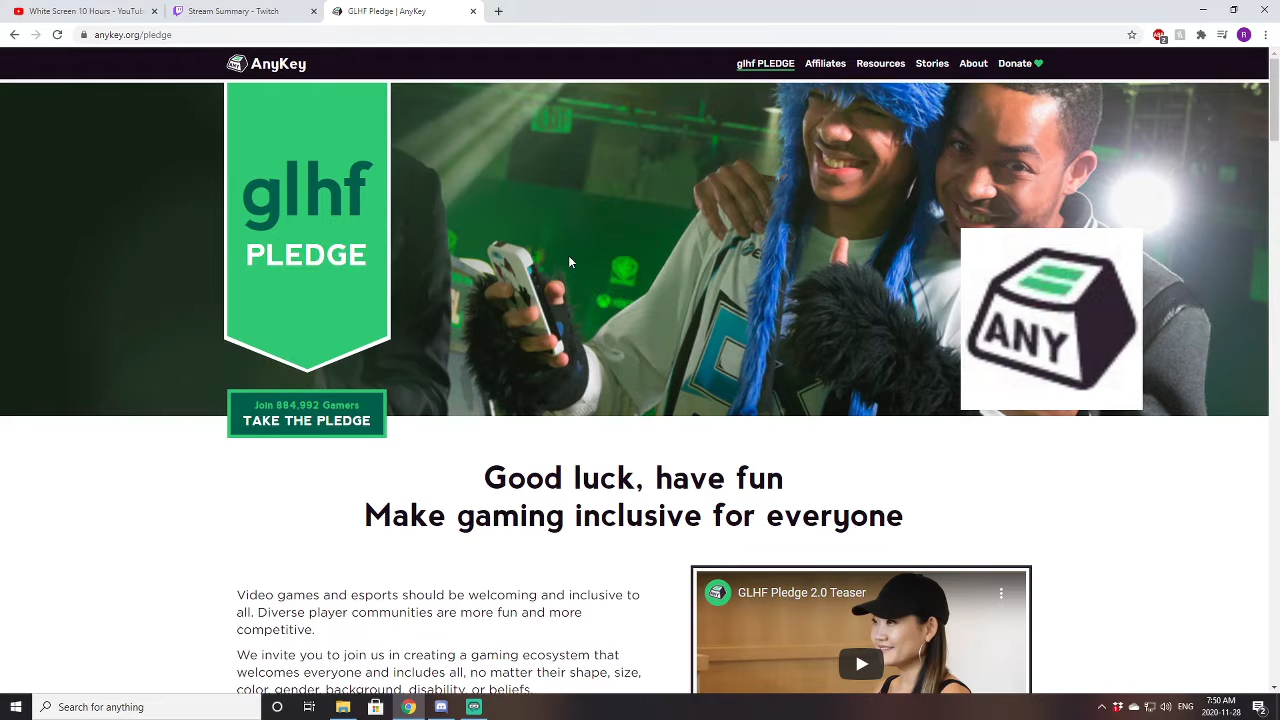 White Screen 10 Hours - YouTub
Stream Summary - Twitch
GLHF Pledge | AnyKey
anykey.org/pledge
ABP
2
R
ANY
AnyKey
glhf PLEDGE
Affiliates
Resources
Stories
About
Donate
glhf
PLEDGE
Join 884,992 Gamers
TAKE THE PLEDGE
ANY
Good luck, have fun
Make gaming inclusive for everyone
Video games and esports should be welcoming and inclusive to
all. Diverse player communities are more fun and more
competitive.
We invite you to join us in creating a gaming ecosystem that
welcomes everyone and includes all, no matter their shape, size,
color, gender, background, disability, or beliefs.
GLHF Pledge 2.0 Teaser
Search for anything
ENG
7:50 AM
2020-11-28
2